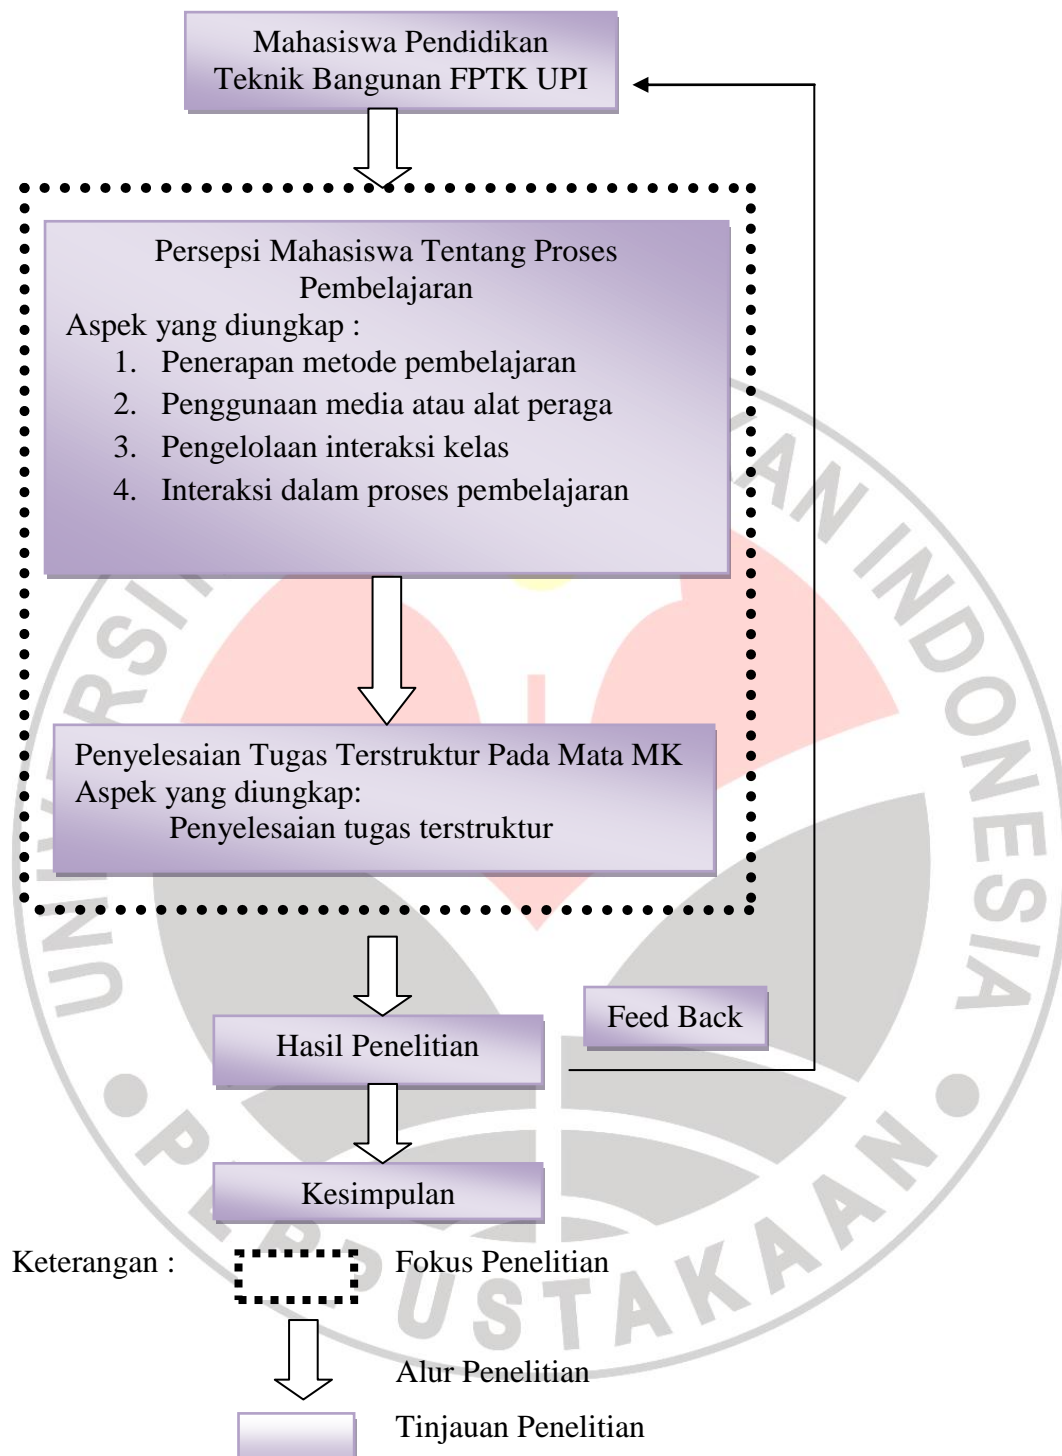 Mahasiswa Pendidikan
Teknik Bangunan FPTK UPI
Persepsi Mahasiswa Tentang Proses
Pembelajaran
Aspek yang diungkap :
1. Penerapan metode pembelajaran
2. Penggunaan media atau alat peraga
3. Pengelolaan interaksi kelas
4. Interaksi dalam proses pembelajaran
Penyelesaian Tugas Terstruktur Pada Mata MK
Aspek yang diungkap:
Penyelesaian tugas terstruktur
Feed Back
Hasil Penelitian
Kesimpulan
Keterangan :
Fokus Penelitian
Alur Penelitian
Tinjauan Penelitian
INDONESIA
PERPUSTAKAAN